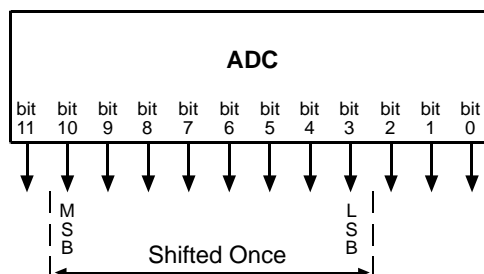 ADC
bit bit bit bit bit bit bit bit bit bit bit bit
11 10 9 8 7 6 5 4 3 2 1 0
MSB
LSB
Shifted Once